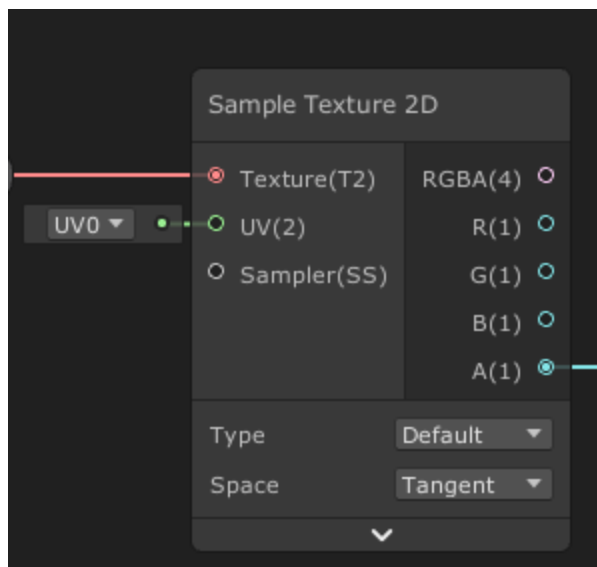 Sample Texture 2D
Texture(T2) RGBA(4)
UV0 UV(2) R(1)
Sampler(SS) G(1)
B(1)
A(1)
Type Default
Space Tangent